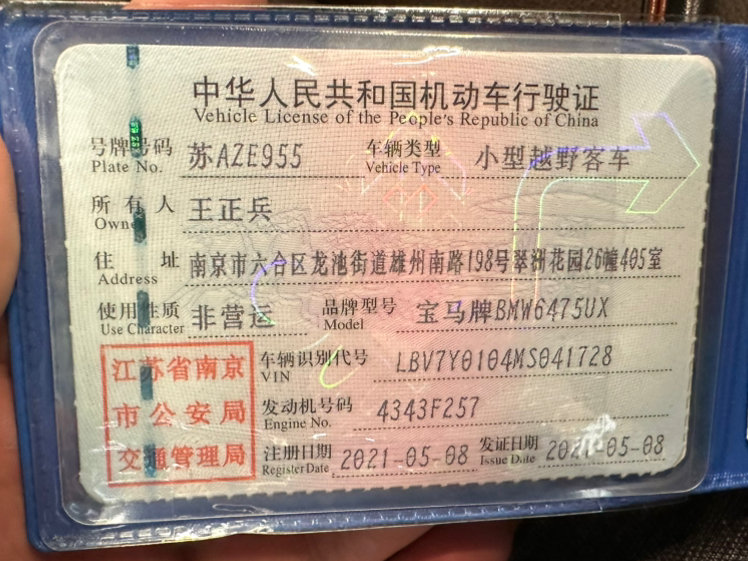 中华人民共和国机动车行驶证
Vehicle License of the People's Republic of China
号牌号码 苏AZE955 车辆类型 小型越野客车
Plate No. Vehicle Type
所有人 王正兵
Owner
住址 南京市六合区龙池街道雄州南路198号翠洲花园26幢405室
Address
使用性质 非营运 品牌型号 宝马牌BMW6475UX
Use Character Model
江苏省南京
市公安局
交通管理局
车辆识别代号 LBV7Y0104MS041728
VIN
发动机号码 4343F257
Engine No.
注册日期 2021-05-08 发证日期 2021-05-08
Register Date Issue Date